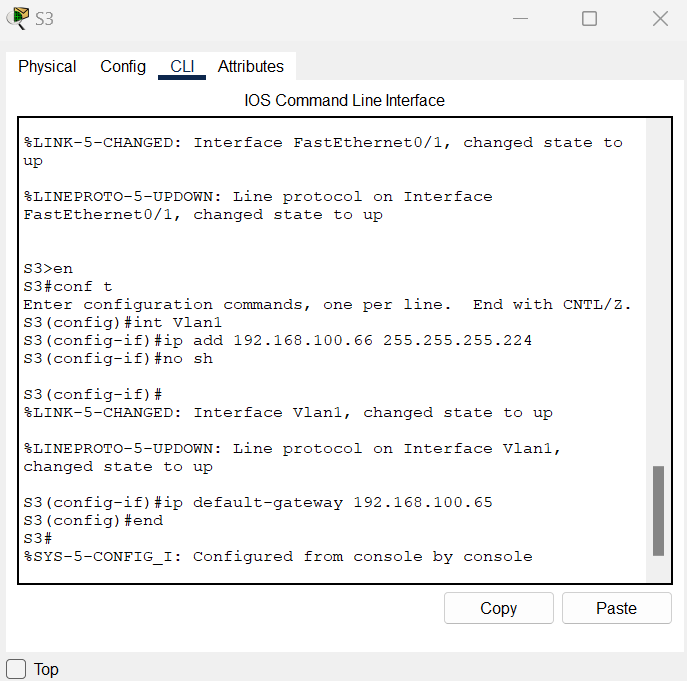 S3
Physical Config CLI Attributes
IOS Command Line Interface
%LINK-5-CHANGED: Interface FastEthernet0/1, changed state to
up
%LINEPROTO-5-UPDOWN: Line protocol on Interface
FastEthernet0/1, changed state to up
S3>en
S3#conf t
Enter configuration commands, one per line.  End with CNTL/Z.
S3(config)#int Vlan1
S3(config-if)#ip add 192.168.100.66 255.255.255.224
S3(config-if)#no sh
S3(config-if)#
%LINK-5-CHANGED: Interface Vlan1, changed state to up
%LINEPROTO-5-UPDOWN: Line protocol on Interface Vlan1,
changed state to up
S3(config-if)#ip default-gateway 192.168.100.65
S3(config)#end
S3#
%SYS-5-CONFIG_I: Configured from console by console
Copy Paste
Top